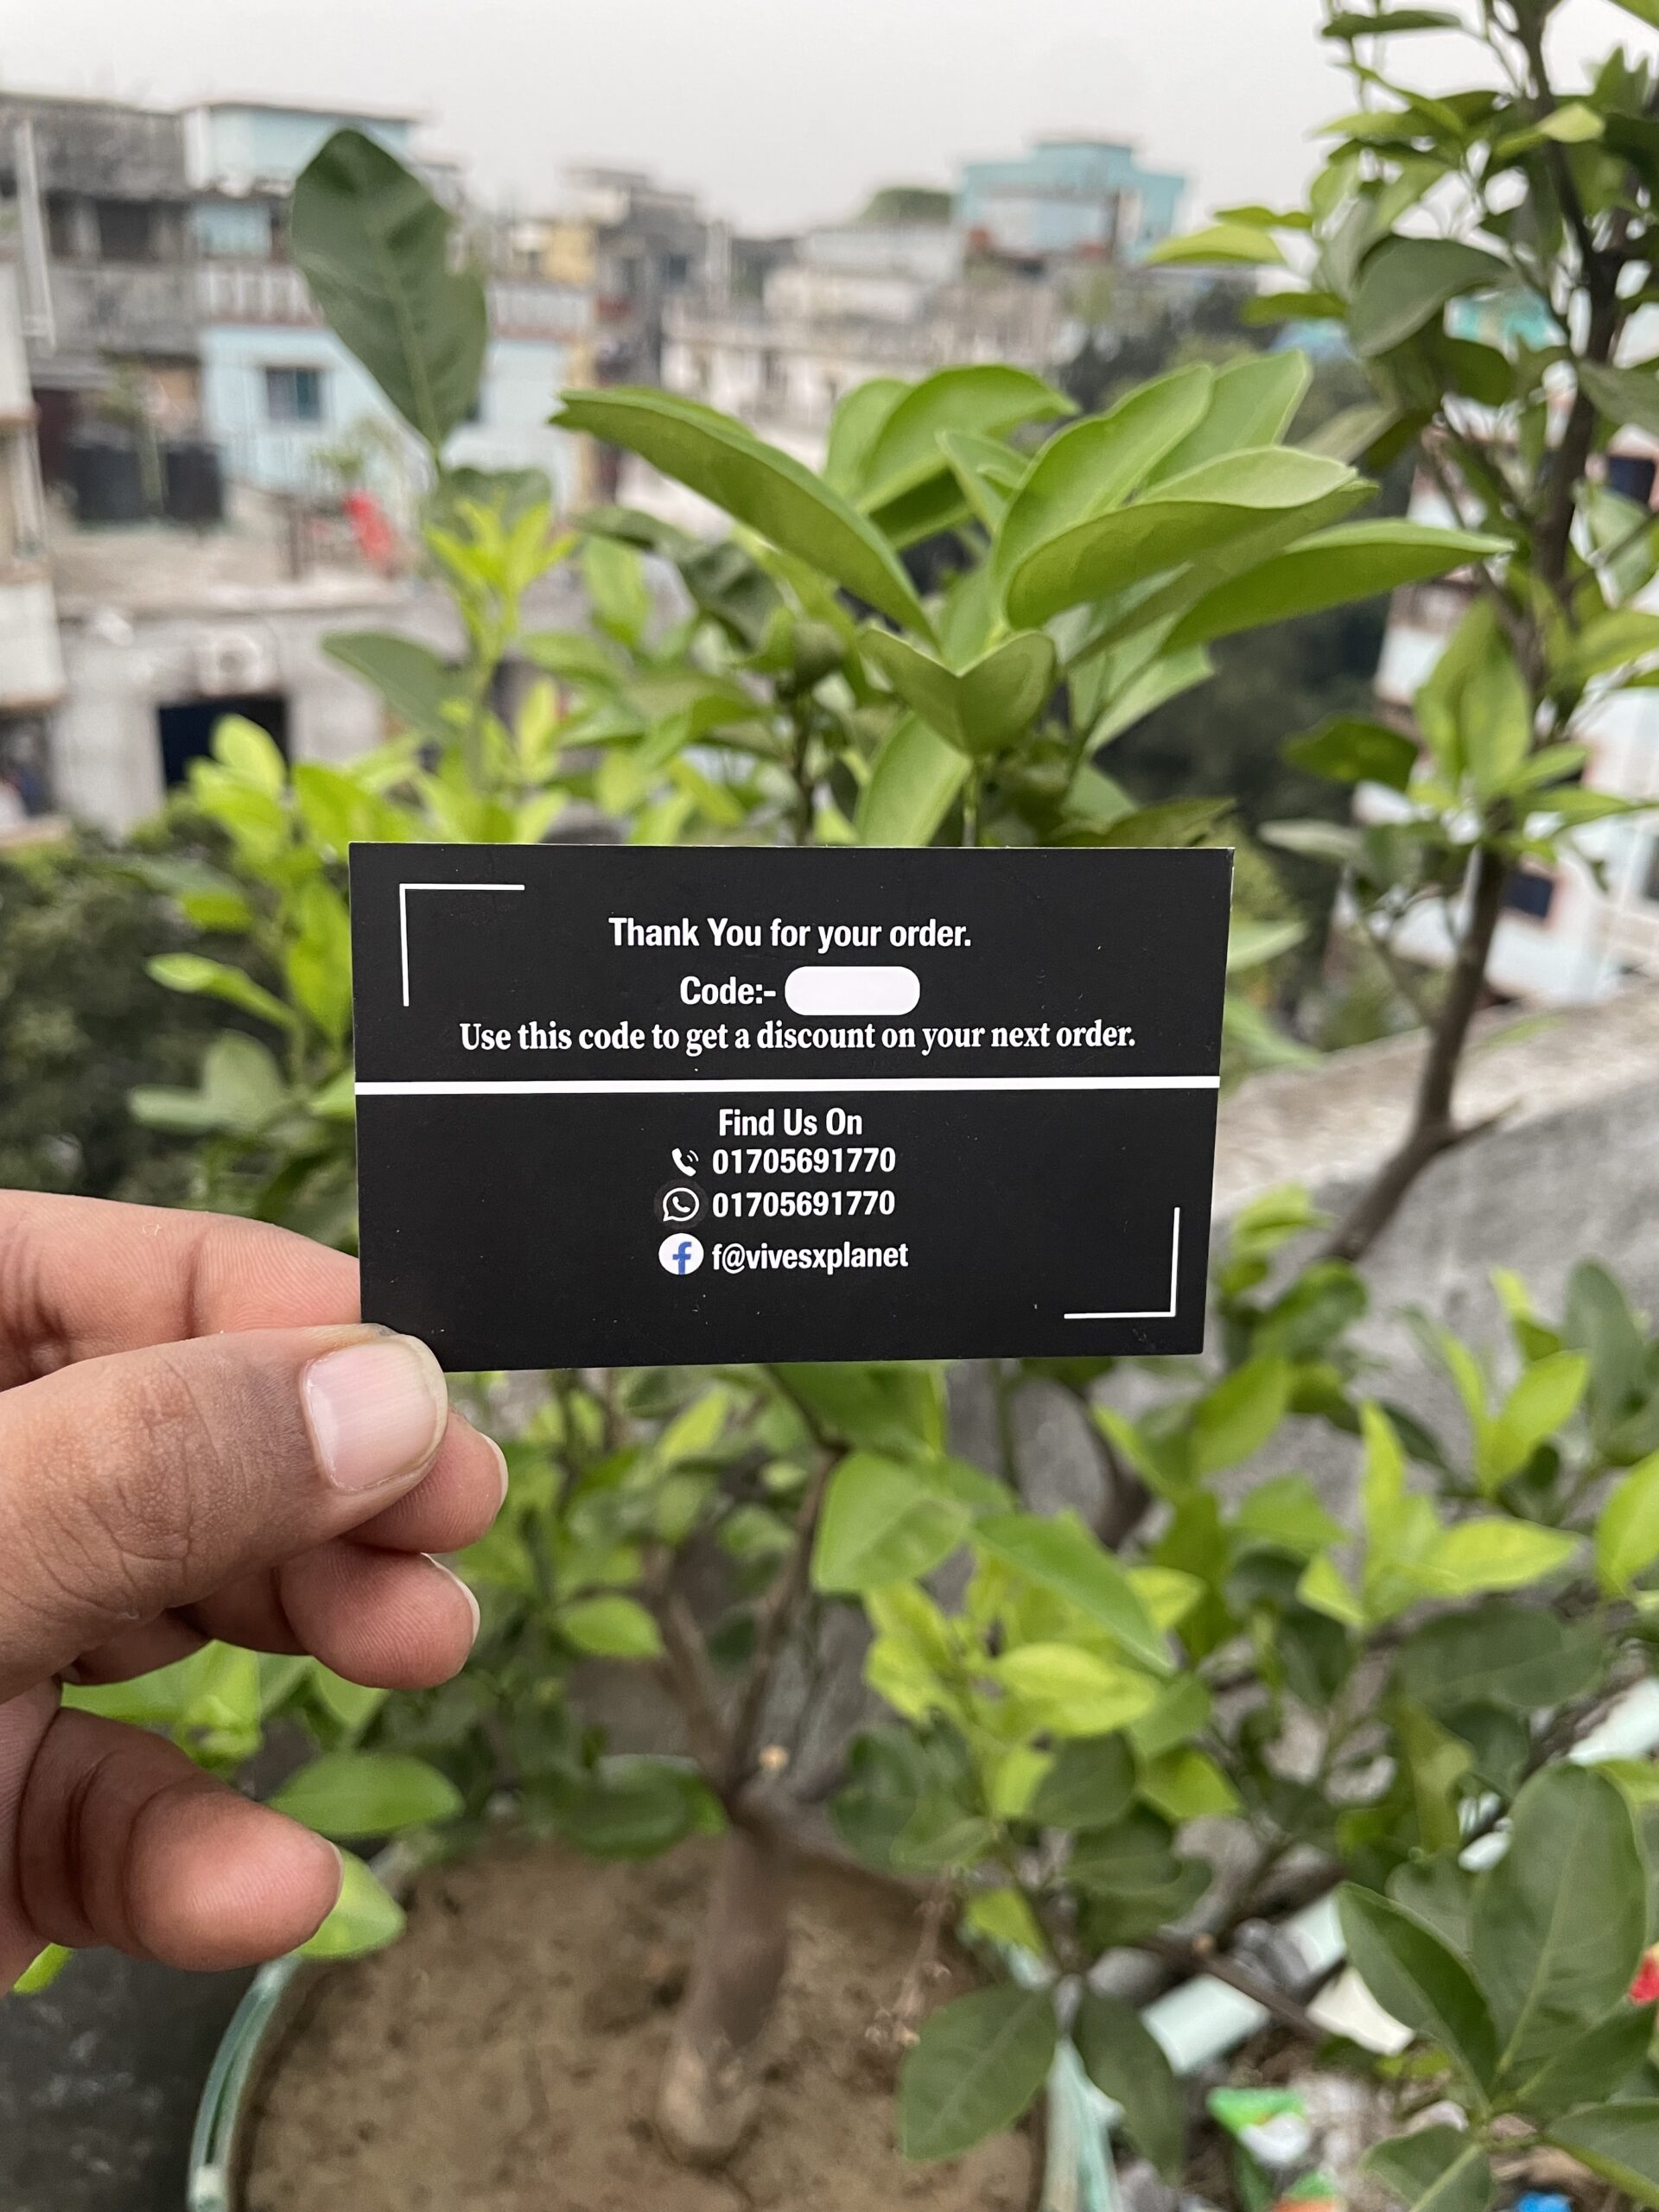 Thank You for your order.
Code:-
Use this code to get a discount on your next order.
Find Us On
01705691770
01705691770
f@vivesxplanet